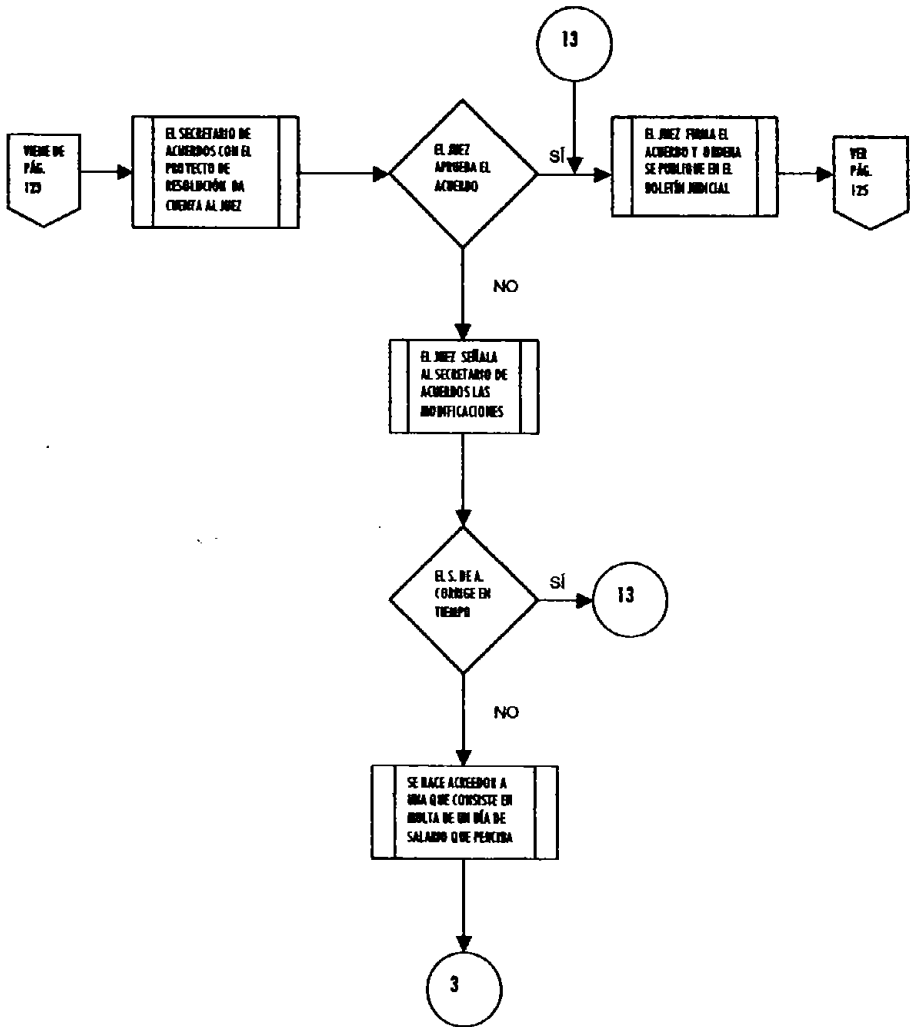 13
VIENE DE
PÁG.
123
EL SECRETARIO DE
ACUERDOS CON EL
PROYECTO DE
RESOLUCIÓN DA
CUENTA AL JUEZ
EL JUEZ
APRUEBA EL
ACUERDO
SÍ
EL JUEZ FIRMA EL
ACUERDO Y ORDENA
SE PUBLIQUE EN EL
BOLETÍN JUDICIAL
VER
PÁG.
125
NO
EL JUEZ SEÑALA
AL SECRETARIO DE
ACUERDOS LAS
MODIFICACIONES
EL S. DE A.
CORRIGE EN
TIEMPO
SÍ
13
NO
SE HACE ACREEDOR A
UNA QUE CONSISTE EN
MULTA DE UN DÍA DE
SALARIO QUE PERCIBA
3